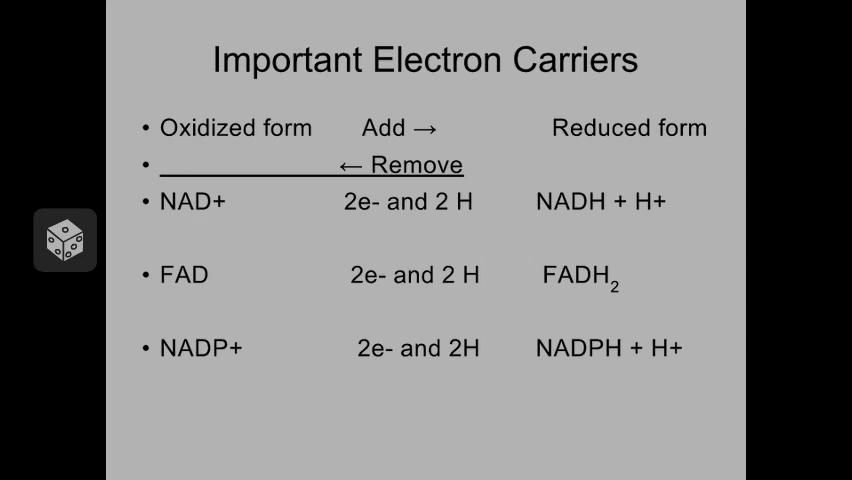 Important Electron Carriers
• Oxidized form Add → Reduced form
• ← Remove
• NAD+ 2e- and 2 H NADH + H+
• FAD 2e- and 2 H FADH₂
• NADP+ 2e- and 2H NADPH + H+